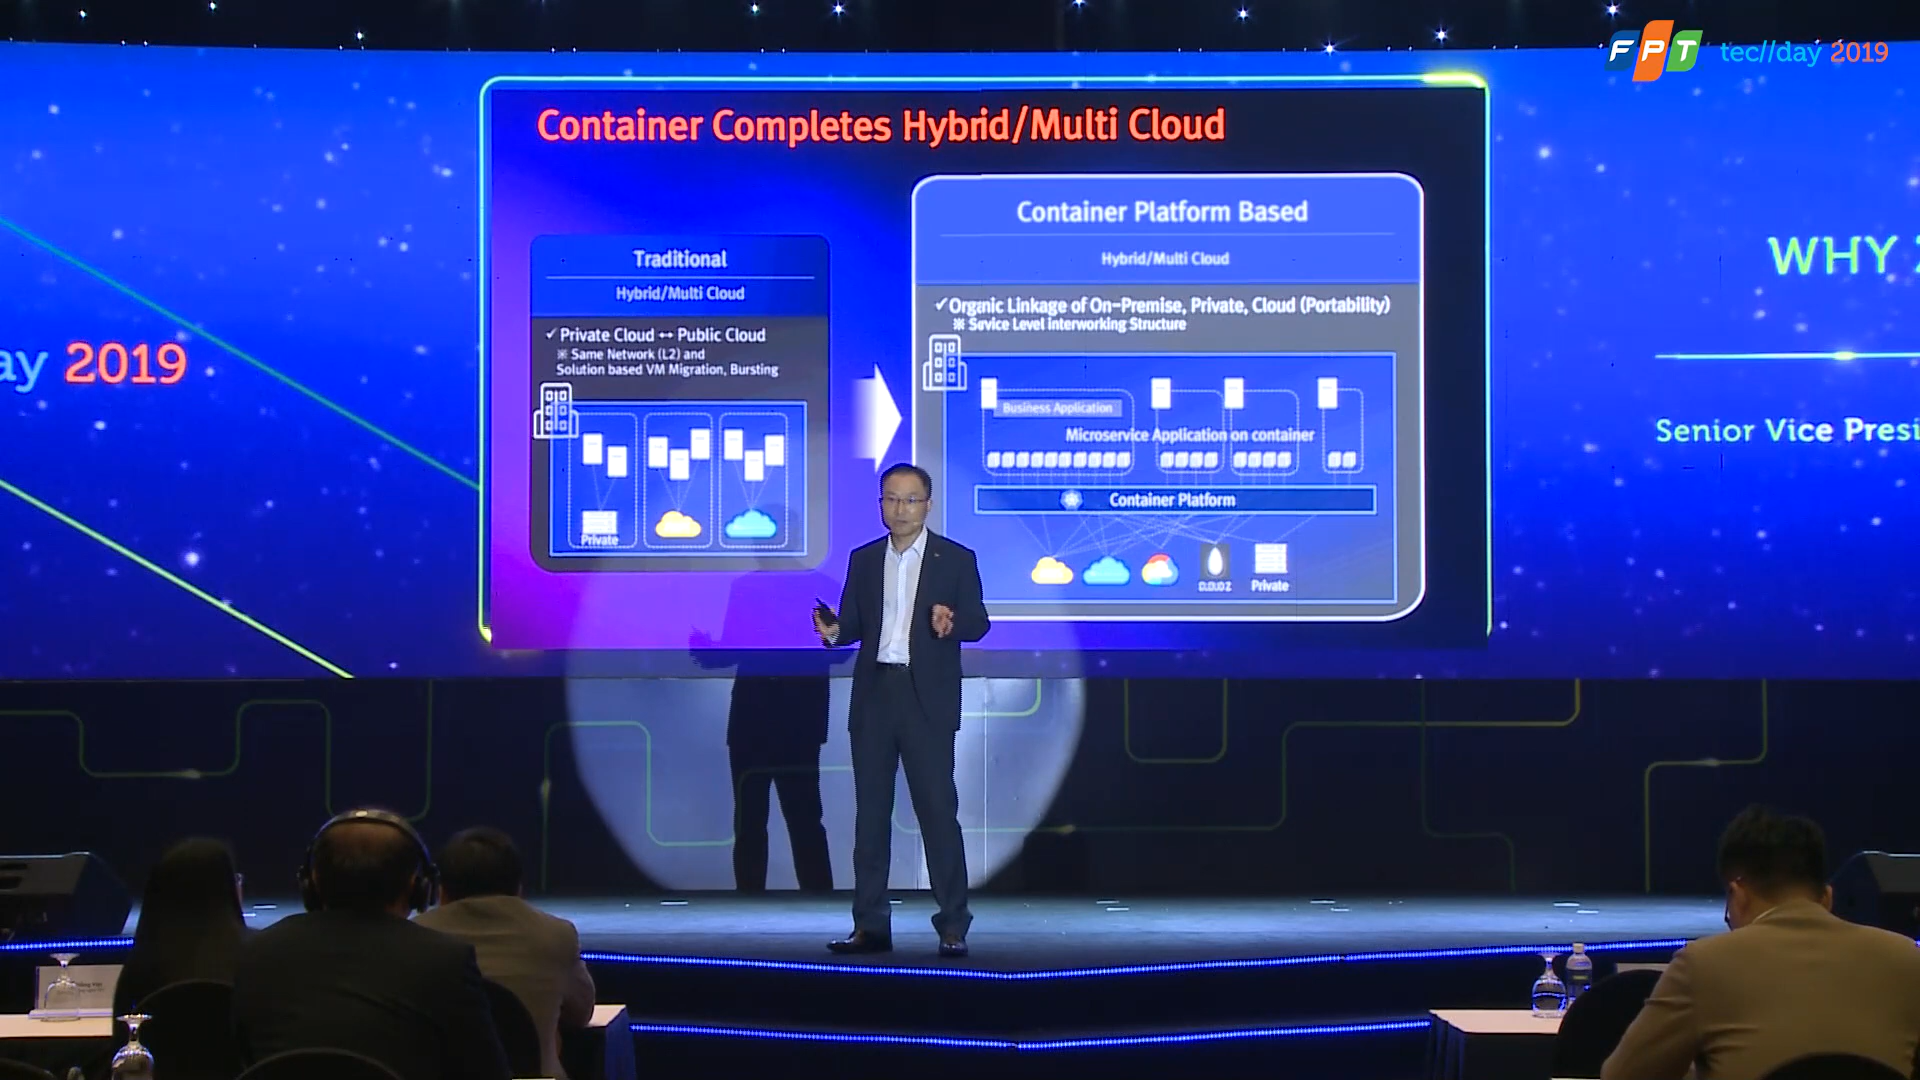 FPT tec//day 2019
ay 2019
WHY
Senior Vice Presi
Container Completes Hybrid/Multi Cloud
Traditional
Hybrid/Multi Cloud
✓ Private Cloud ↔ Public Cloud
※ Same Network (L2) and
Solution based VM Migration, Bursting
Private
Container Platform Based
Hybrid/Multi Cloud
✓ Organic Linkage of On-Premise, Private, Cloud (Portability)
※ Sevice Level Interworking Structure
Business Application
Microservice Application on container
Container Platform
Private